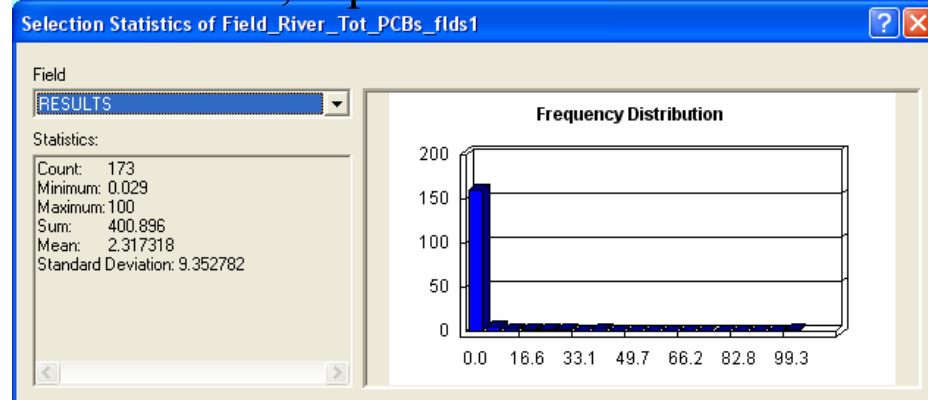 Selection Statistics of Field_River_Tot_PCBs_flds1
Field
RESULTS
Statistics:
Count: 173
Minimum: 0.029
Maximum: 100
Sum: 400.896
Mean: 2.317318
Standard Deviation: 9.352782
Frequency Distribution
200
150
100
50
0
0.0 16.6 33.1 49.7 66.2 82.8 99.3